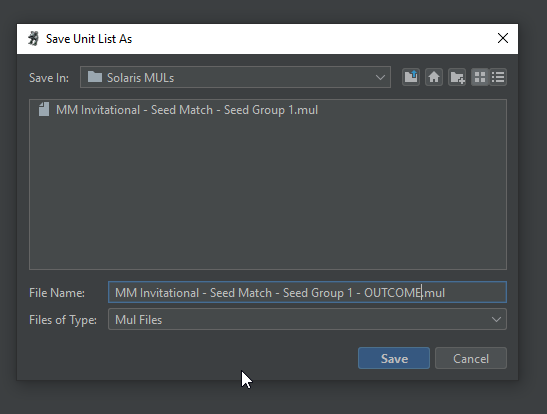 Save Unit List As
Save In: Solaris MULs
MM Invitational - Seed Match - Seed Group 1.mul
File Name: MM Invitational - Seed Match - Seed Group 1 - OUTCOME.mul
Files of Type: Mul Files
Save Cancel